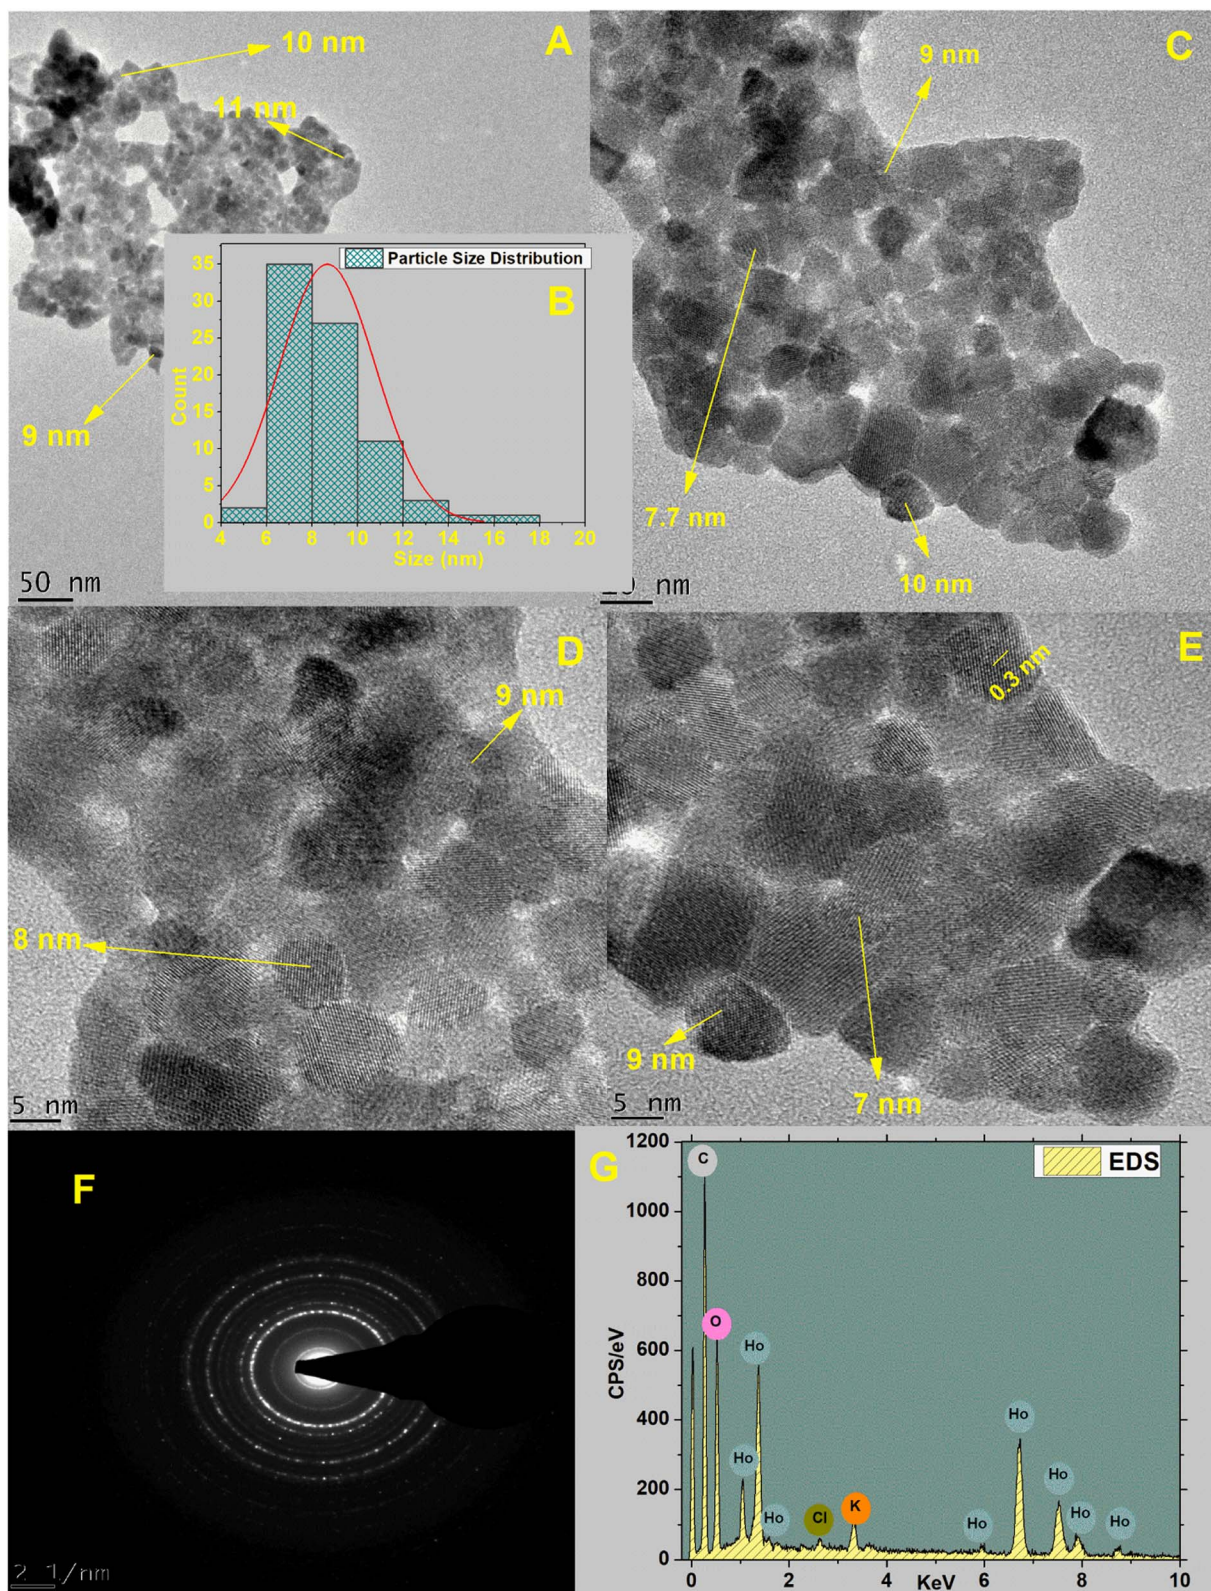 A
10 nm
11 nm
9 nm
50 nm
Particle Size Distribution
B
35
30
25
20
15
10
5
0
Count
4 6 8 10 12 14 16 18 20
Size (nm)
C
9 nm
7.7 nm
10 nm
nm
D
9 nm
8 nm
5 nm
E
0.3 nm
9 nm
7 nm
5 nm
F
2 1/nm
G
EDS
1200
1000
800
600
400
200
0
CPS/eV
C
O
Ho
Ho
Ho
Cl
K
Ho
Ho
Ho
Ho
Ho
0 2 4 6 8 10
KeV